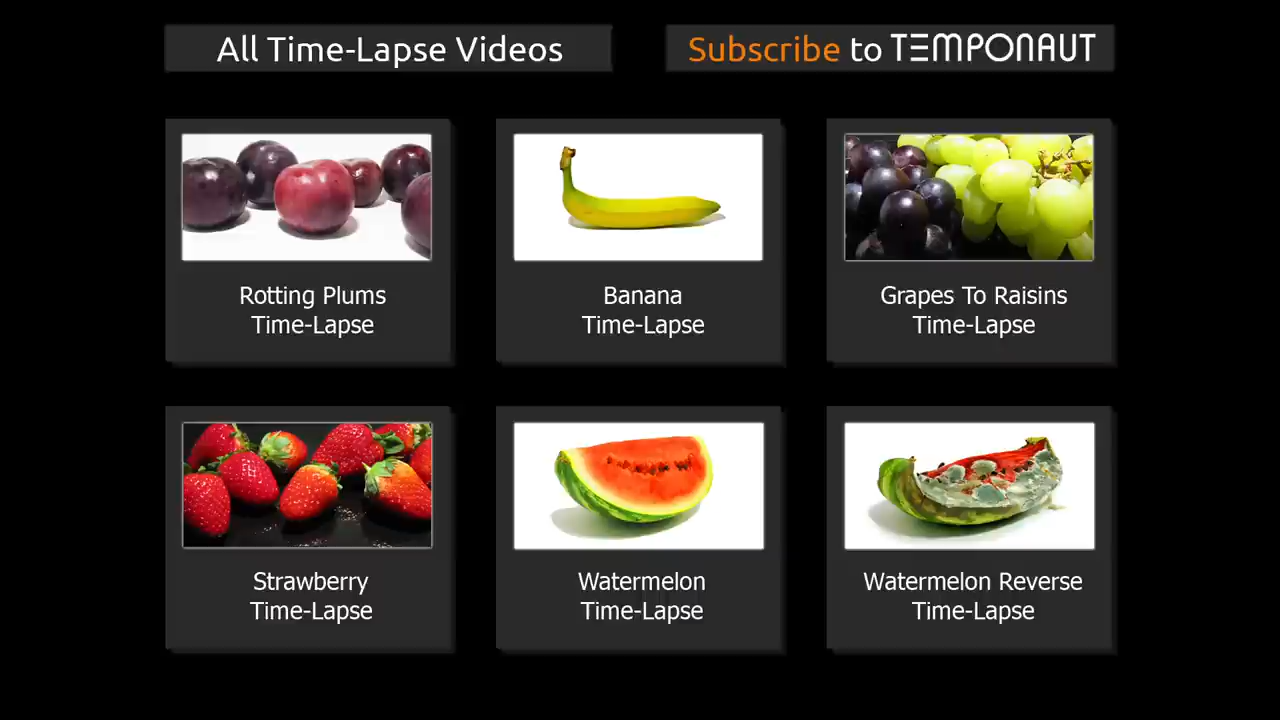 All Time-Lapse Videos
Subscribe to TEMPONAUT
Rotting Plums
Time-Lapse
Banana
Time-Lapse
Grapes To Raisins
Time-Lapse
Strawberry
Time-Lapse
Watermelon
Time-Lapse
Watermelon Reverse
Time-Lapse